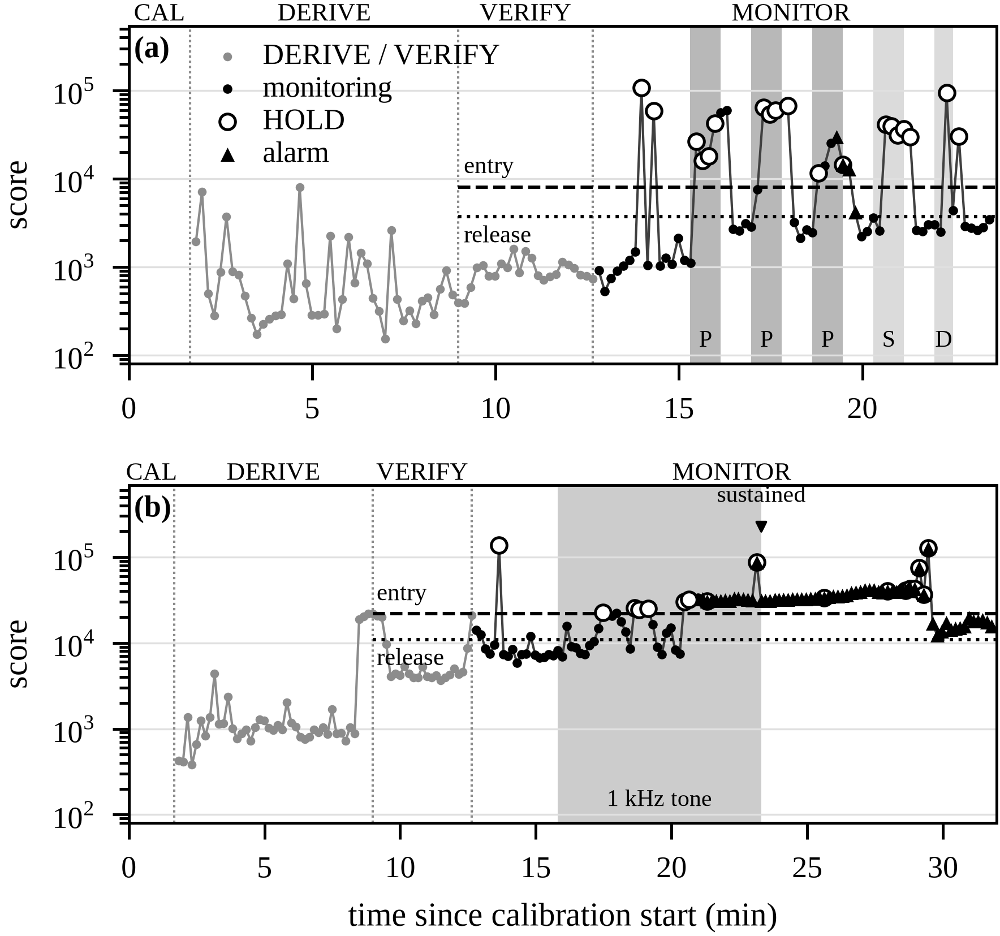 CAL DERIVE VERIFY MONITOR
(a)
DERIVE / VERIFY
monitoring
HOLD
alarm
10^5
10^4
10^3
10^2
score
entry
release
P P P S D
0 5 10 15 20
CAL DERIVE VERIFY MONITOR
(b)
sustained
10^5
10^4
10^3
10^2
score
entry
release
1 kHz tone
0 5 10 15 20 25 30
time since calibration start (min)